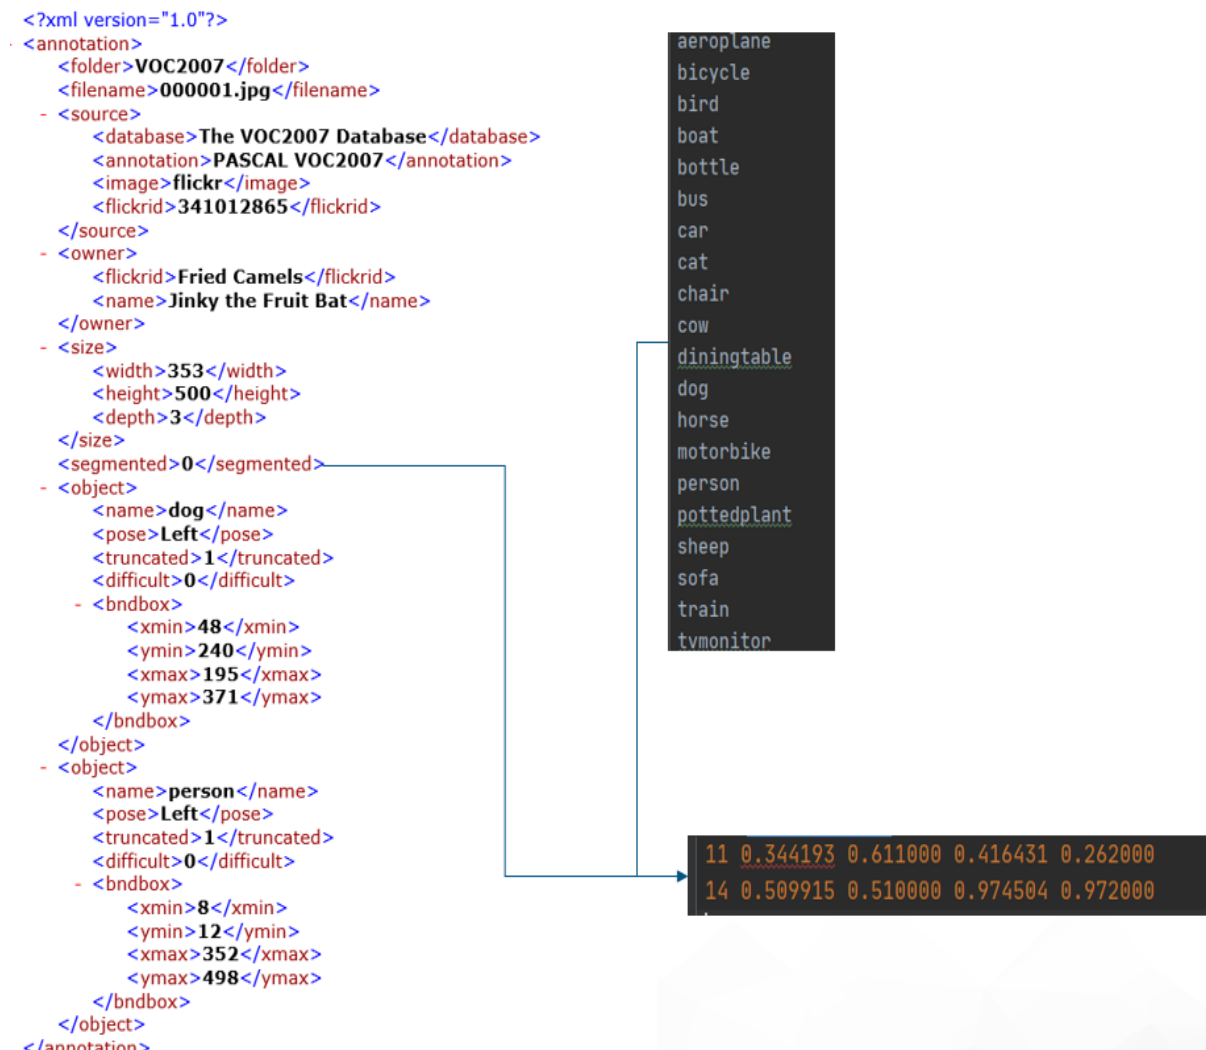 <?xml version="1.0"?>
- <annotation>
<folder>VOC2007</folder>
<filename>000001.jpg</filename>
- <source>
<database>The VOC2007 Database</database>
<annotation>PASCAL VOC2007</annotation>
<image>flickr</image>
<flickrid>341012865</flickrid>
</source>
- <owner>
<flickrid>Fried Camels</flickrid>
<name>Jinky the Fruit Bat</name>
</owner>
- <size>
<width>353</width>
<height>500</height>
<depth>3</depth>
</size>
<segmented>0</segmented>
- <object>
<name>dog</name>
<pose>Left</pose>
<truncated>1</truncated>
<difficult>0</difficult>
- <bndbox>
<xmin>48</xmin>
<ymin>240</ymin>
<xmax>195</xmax>
<ymax>371</ymax>
</bndbox>
</object>
- <object>
<name>person</name>
<pose>Left</pose>
<truncated>1</truncated>
<difficult>0</difficult>
- <bndbox>
<xmin>8</xmin>
<ymin>12</ymin>
<xmax>352</xmax>
<ymax>498</ymax>
</bndbox>
</object>
</annotation>
aeroplane
bicycle
bird
boat
bottle
bus
car
cat
chair
cow
diningtable
dog
horse
motorbike
person
pottedplant
sheep
sofa
train
tvmonitor
11 0.344193 0.611000 0.416431 0.262000
14 0.509915 0.510000 0.974504 0.972000